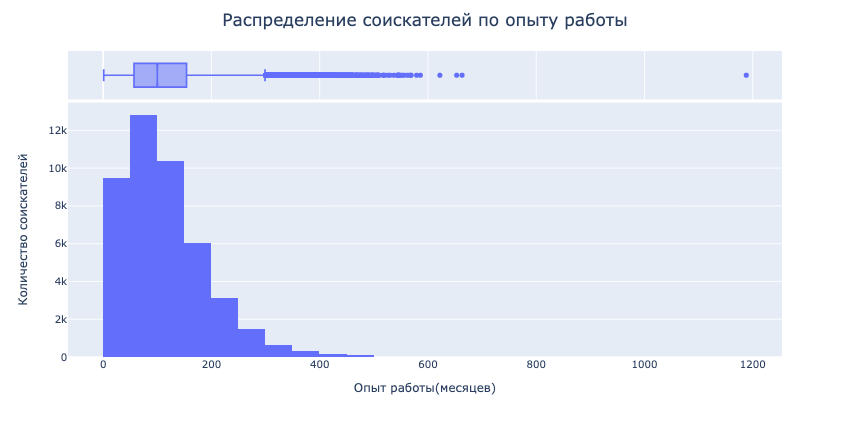 Распределение соискателей по опыту работы
Количество соискателей
12k
10k
8k
6k
4k
2k
0
0 200 400 600 800 1000 1200
Опыт работы(месяцев)